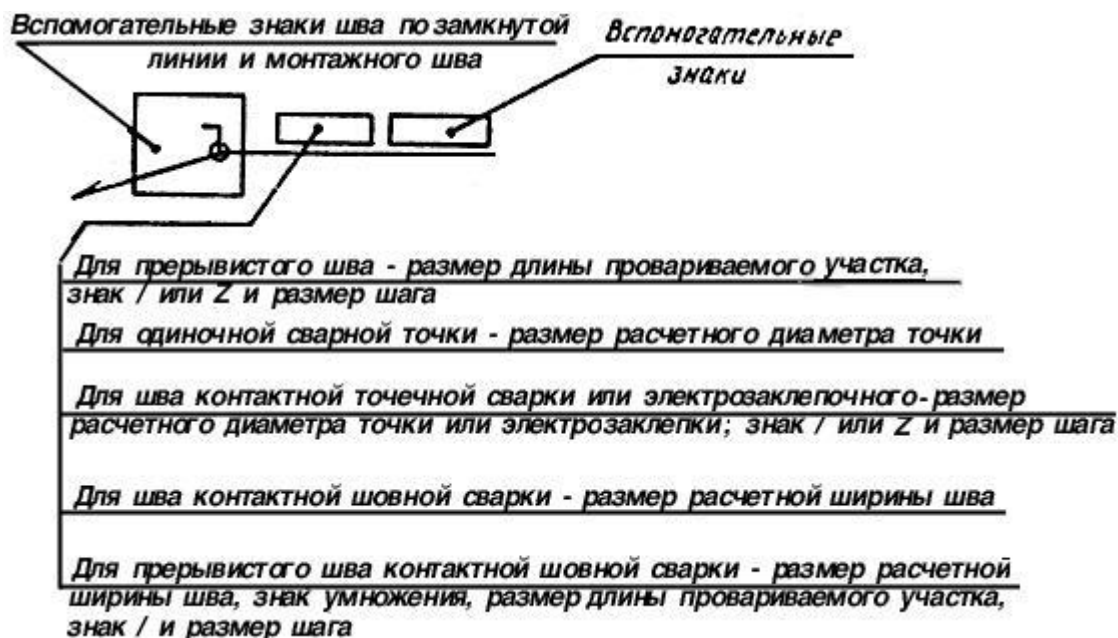 Вспомогательные знаки шва по замкнутой
линии и монтажного шва
Вспомогательные
знаки
Для прерывистого шва - размер длины провариваемого участка,
знак / или Z и размер шага
Для одиночной сварной точки - размер расчетного диаметра точки
Для шва контактной точечной сварки или электрозаклепочного-размер
расчетного диаметра точки или электрозаклепки; знак / или Z и размер шага
Для шва контактной шовной сварки - размер расчетной ширины шва
Для прерывистого шва контактной шовной сварки - размер расчетной
ширины шва, знак умножения, размер длины провариваемого участка,
знак / и размер шага